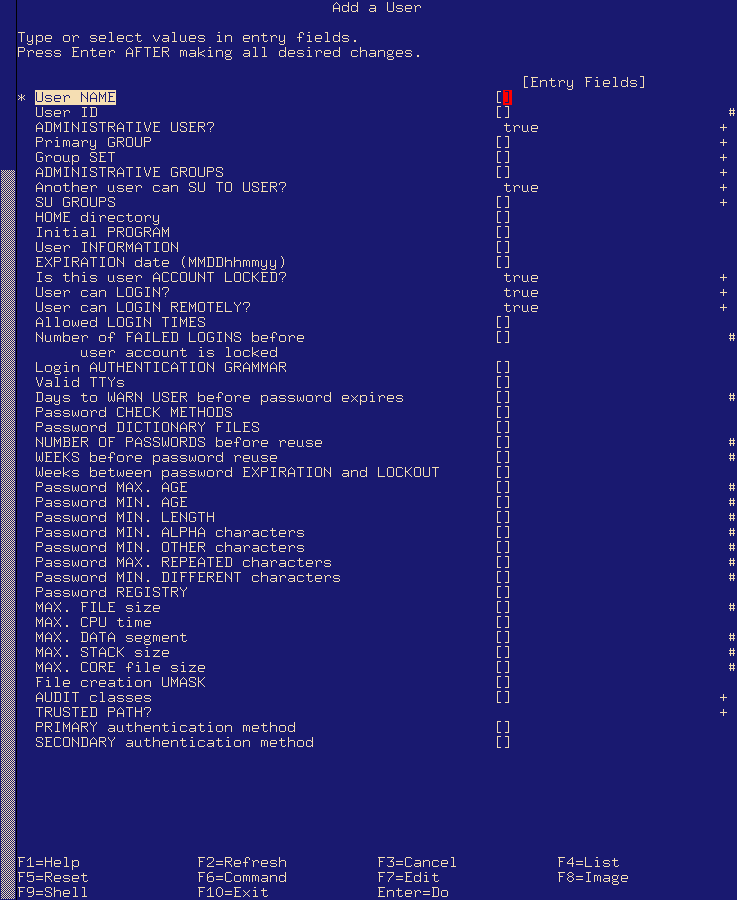 Add a User
Type or select values in entry fields.
Press Enter AFTER making all desired changes.
[Entry Fields]
* User NAME []
User ID [] #
ADMINISTRATIVE USER? true +
Primary GROUP [] +
Group SET [] +
ADMINISTRATIVE GROUPS [] +
Another user can SU TO USER? true +
SU GROUPS [] +
HOME directory []
Initial PROGRAM []
User INFORMATION []
EXPIRATION date (MMDDhhmmyy) []
Is this user ACCOUNT LOCKED? true +
User can LOGIN? true +
User can LOGIN REMOTELY? true +
Allowed LOGIN TIMES []
Number of FAILED LOGINS before [] #
user account is locked
Login AUTHENTICATION GRAMMAR []
Valid TTYs []
Days to WARN USER before password expires [] #
Password CHECK METHODS []
Password DICTIONARY FILES []
NUMBER OF PASSWORDS before reuse [] #
WEEKS before password reuse [] #
Weeks between password EXPIRATION and LOCKOUT []
Password MAX. AGE [] #
Password MIN. AGE [] #
Password MIN. LENGTH [] #
Password MIN. ALPHA characters [] #
Password MIN. OTHER characters [] #
Password MAX. REPEATED characters [] #
Password MIN. DIFFERENT characters [] #
Password REGISTRY []
MAX. FILE size [] #
MAX. CPU time []
MAX. DATA segment [] #
MAX. STACK size [] #
MAX. CORE file size [] #
File creation UMASK []
AUDIT classes [] +
TRUSTED PATH? +
PRIMARY authentication method []
SECONDARY authentication method []
F1=Help F2=Refresh F3=Cancel F4=List
F5=Reset F6=Command F7=Edit F8=Image
F9=Shell F10=Exit Enter=Do